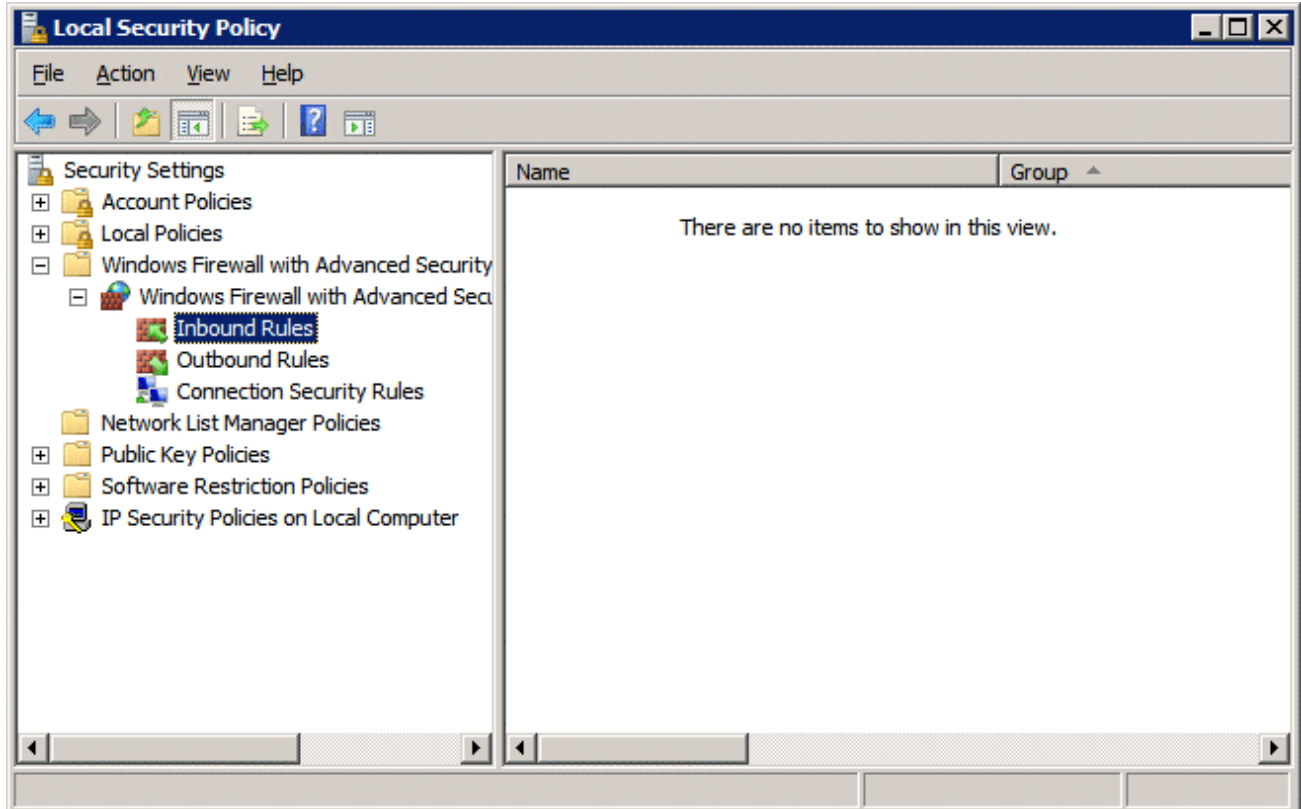 Local Security Policy
File Action View Help
Security Settings
Account Policies
Local Policies
Windows Firewall with Advanced Security
Windows Firewall with Advanced Secu
Inbound Rules
Outbound Rules
Connection Security Rules
Network List Manager Policies
Public Key Policies
Software Restriction Policies
IP Security Policies on Local Computer
Name Group
There are no items to show in this view.